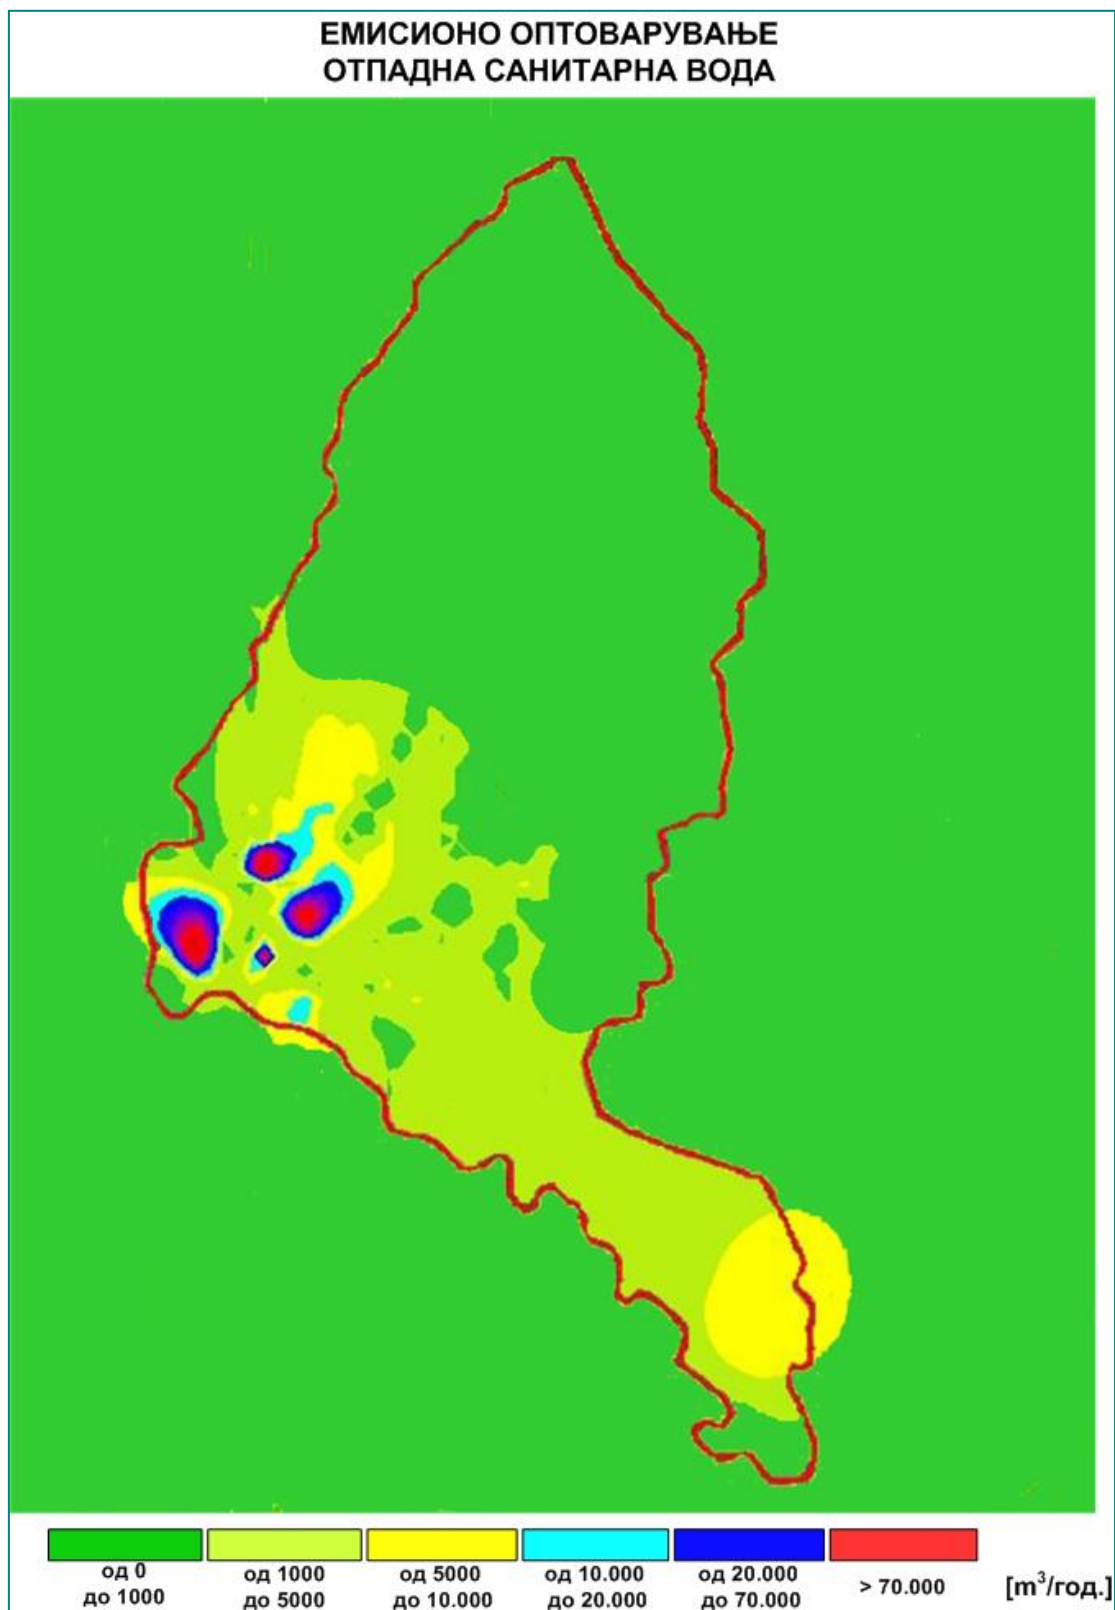 ЕМИСИОНО ОПТОВАРУВАЊЕ
ОТПАДНА САНИТАРНА ВОДА
од 0
до 1000
од 1000
до 5000
од 5000
до 10.000
од 10.000
до 20.000
од 20.000
до 70.000
> 70.000
[m³/год.]